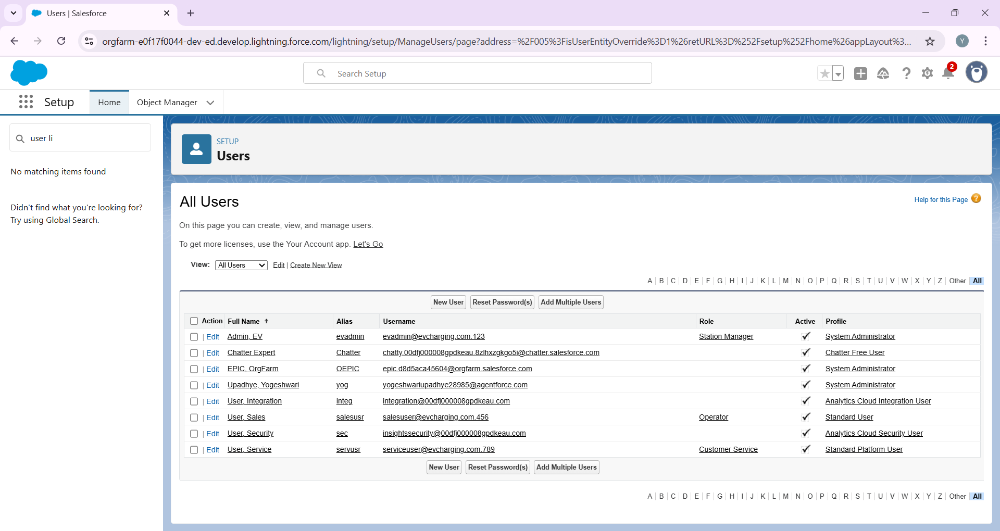 Users | Salesforce
orgfarm-e0f17f0044-dev-ed.develop.lightning.force.com/lightning/setup/ManageUsers/page?address=%2F005%3FisUserEntityOverride%3D1%26retURL%3D%252Fsetup%252Fhome%26appLayout%3...
Y
Search Setup
2
Setup
Home
Object Manager
user li
No matching items found
Didn't find what you're looking for?
Try using Global Search.
SETUP
Users
All Users
Help for this Page
?
On this page you can create, view, and manage users.
To get more licenses, use the Your Account app. Let's Go
View: All Users Edit | Create New View
A | B | C | D | E | F | G | H | I | J | K | L | M | N | O | P | Q | R | S | T | U | V | W | X | Y | Z | Other | All
New User Reset Password(s) Add Multiple Users
Action Full Name ↑ Alias Username Role Active Profile
| Edit Admin, EV evadmin evadmin@evcharging.com.123 Station Manager System Administrator
| Edit Chatter Expert Chatter chatty.00dfj000008gpdkeau.8zlhxzgkgo5i@chatter.salesforce.com Chatter Free User
| Edit EPIC, OrgFarm OEPIC epic.d8d5aca45604@orgfarm.salesforce.com System Administrator
| Edit Upadhye, Yogeshwari yog yogeshwariupadhye28985@agentforce.com System Administrator
| Edit User, Integration integ integration@00dfj000008gpdkeau.com Analytics Cloud Integration User
| Edit User, Sales salesusr salesuser@evcharging.com.456 Operator Standard User
| Edit User, Security sec insightssecurity@00dfj000008gpdkeau.com Analytics Cloud Security User
| Edit User, Service servusr serviceuser@evcharging.com.789 Customer Service Standard Platform User
New User Reset Password(s) Add Multiple Users
A | B | C | D | E | F | G | H | I | J | K | L | M | N | O | P | Q | R | S | T | U | V | W | X | Y | Z | Other | All